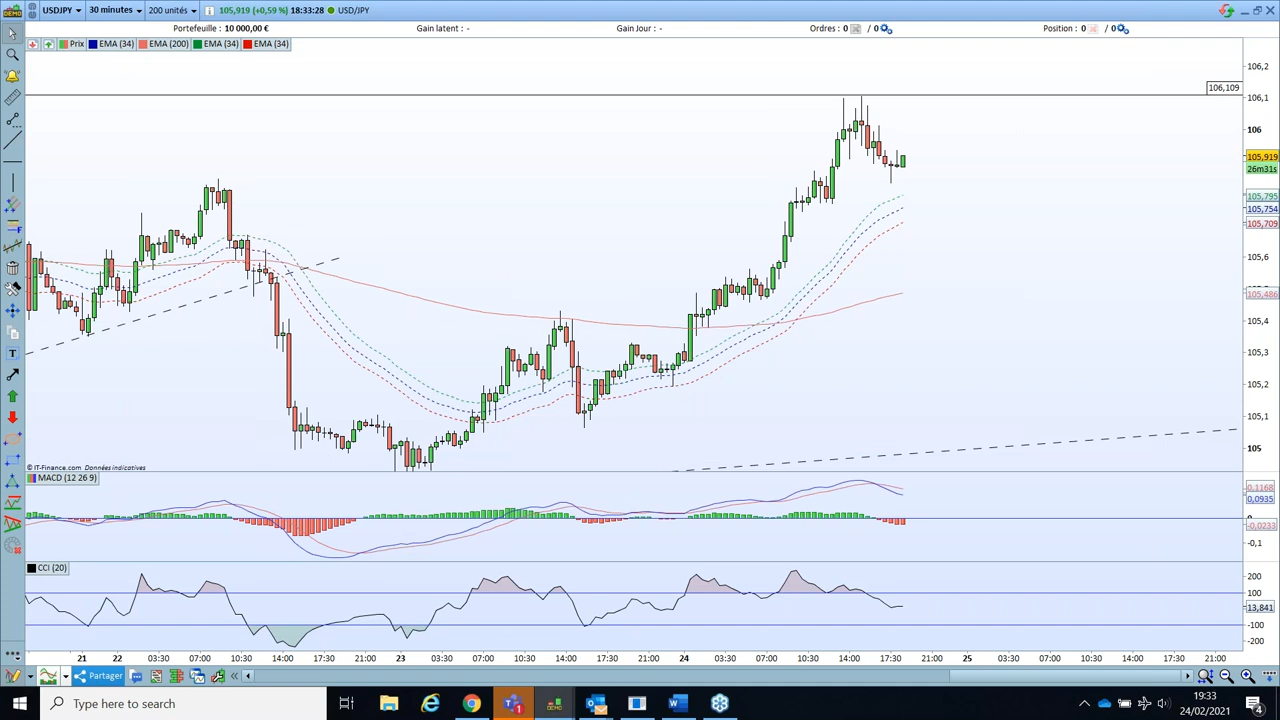 DEMO USDJPY 30 minutes 200 unités 105,919 (+0,59 %) 18:33:28 USD/JPY
Portefeuille : 10 000,00 € Gain latent : - Gain Jour : - Ordres : 0 / 0 Position : 0 / 0
Prix EMA (34) EMA (200) EMA (34) EMA (34)
106,2
106,109
106,1
106
105,919
26m31s
105,795
105,754
105,709
105,6
105,486
105,4
105,3
105,2
105,1
105
© IT-Finance.com Données indicatives
MACD (12 26 9)
0,1168
0,0935
0
-0,0233
-0,1
CCI (20)
200
100
13,841
-100
-200
21 22 03:30 07:00 10:30 14:00 17:30 23 03:30 07:00 10:30 14:00 17:30 21:00 24 03:30 07:00 10:30 14:00 17:30 21:00 25 03:30 07:00 10:30 14:00 17:30 21:00
Partager
Type here to search
19:33
24/02/2021